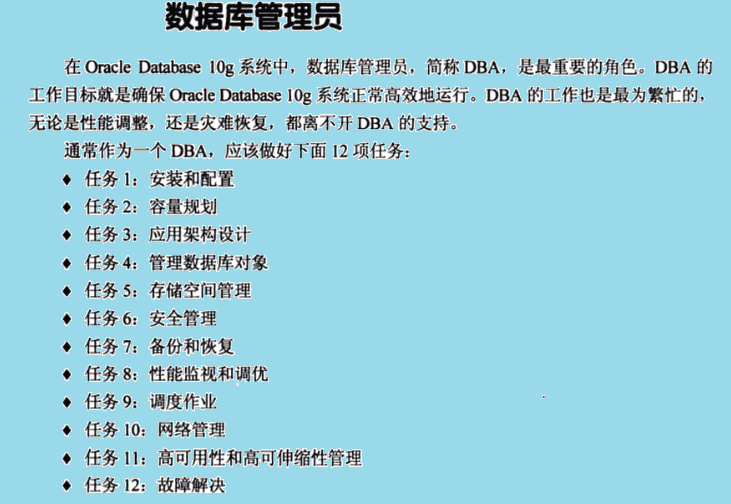 数据库管理员
在 Oracle Database 10g 系统中，数据库管理员，简称 DBA，是最重要的角色。DBA 的
工作目标就是确保 Oracle Database 10g 系统正常高效地运行。DBA 的工作也是最为繁忙的，
无论是性能调整，还是灾难恢复，都离不开 DBA 的支持。
通常作为一个 DBA，应该做好下面 12 项任务：
♦ 任务 1：安装和配置
♦ 任务 2：容量规划
♦ 任务 3：应用架构设计
♦ 任务 4：管理数据库对象
♦ 任务 5：存储空间管理
♦ 任务 6：安全管理
♦ 任务 7：备份和恢复
♦ 任务 8：性能监视和调优
♦ 任务 9：调度作业
♦ 任务 10：网络管理
♦ 任务 11：高可用性和高可伸缩性管理
♦ 任务 12：故障解决